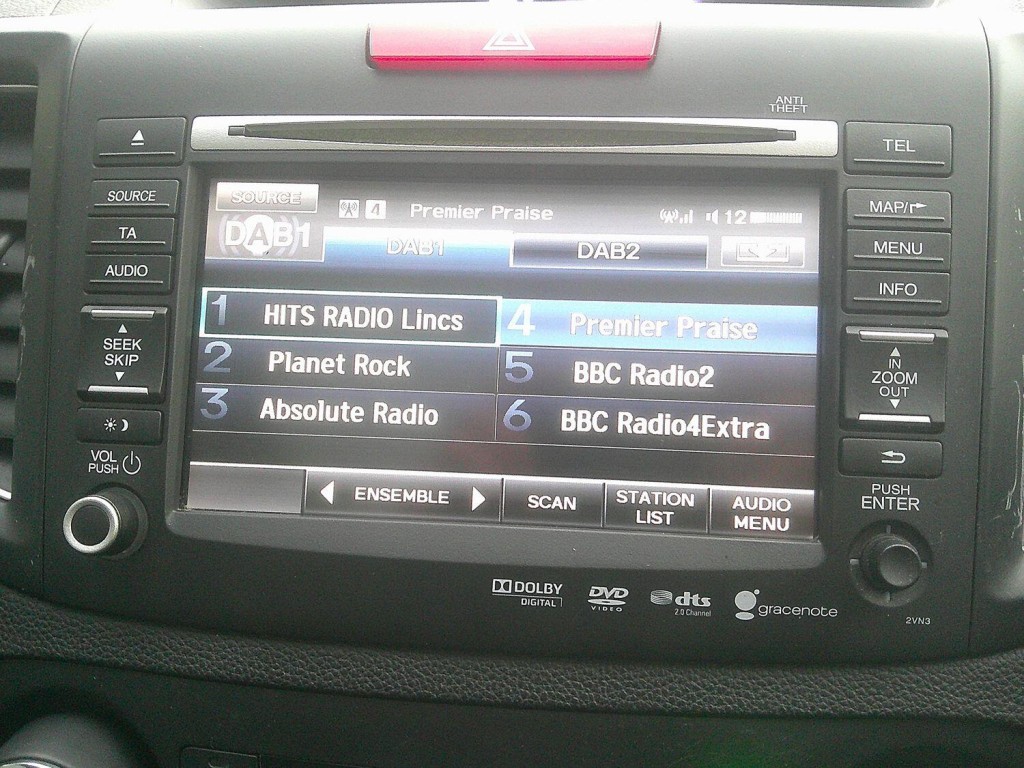 ANTI
THEFT
TEL
SOURCE
TA
AUDIO
SEEK
SKIP
VOL
PUSH
SOURCE
4 Premier Praise 12
DAB1 DAB1 DAB2
1 HITS RADIO Lincs
2 Planet Rock
3 Absolute Radio
4 Premier Praise
5 BBC Radio2
6 BBC Radio4Extra
ENSEMBLE
SCAN
STATION
LIST
AUDIO
MENU
MAP/
MENU
INFO
IN
ZOOM
OUT
PUSH
ENTER
DOLBY
DIGITAL
DVD
VIDEO
dts
2.0 Channel
gracenote
2VN3